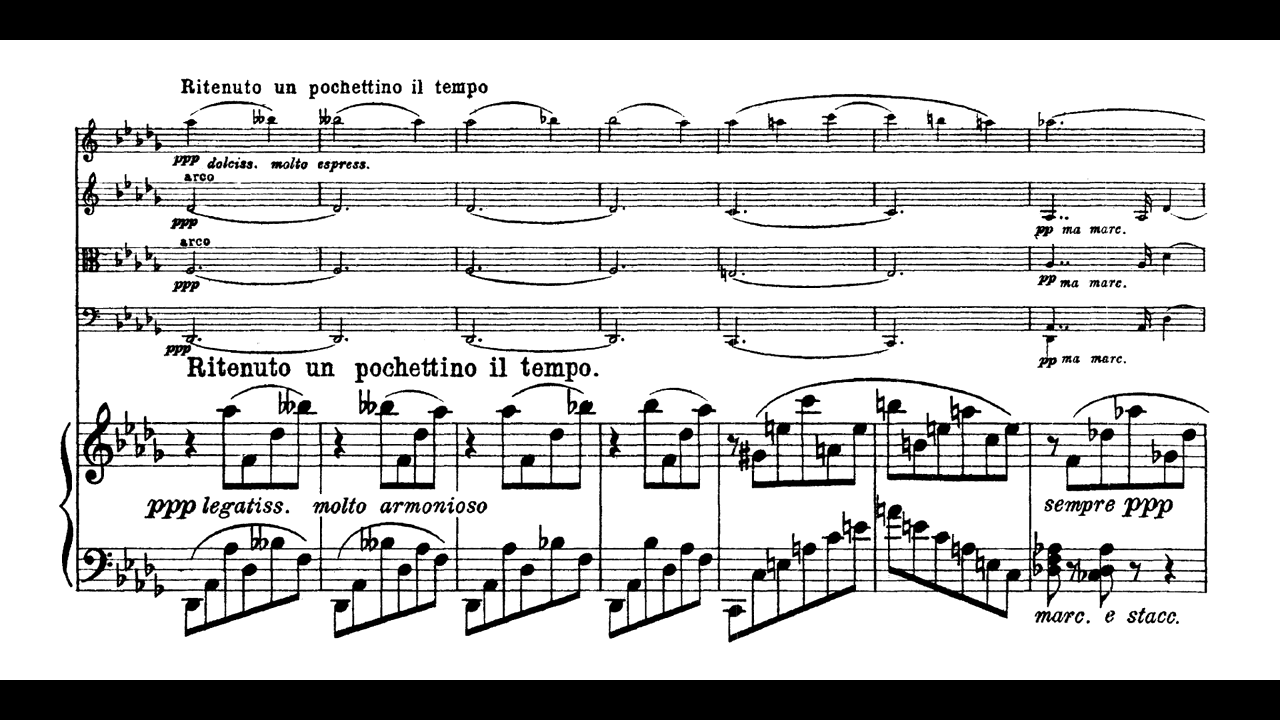 Ritenuto un pochettino il tempo
ppp dolciss. molto espress.
arco
ppp
pp ma marc.
arco
ppp
pp ma marc.
ppp
pp ma marc.
Ritenuto un pochettino il tempo.
ppp legatiss. molto armonioso
sempre ppp
marc. e stacc.